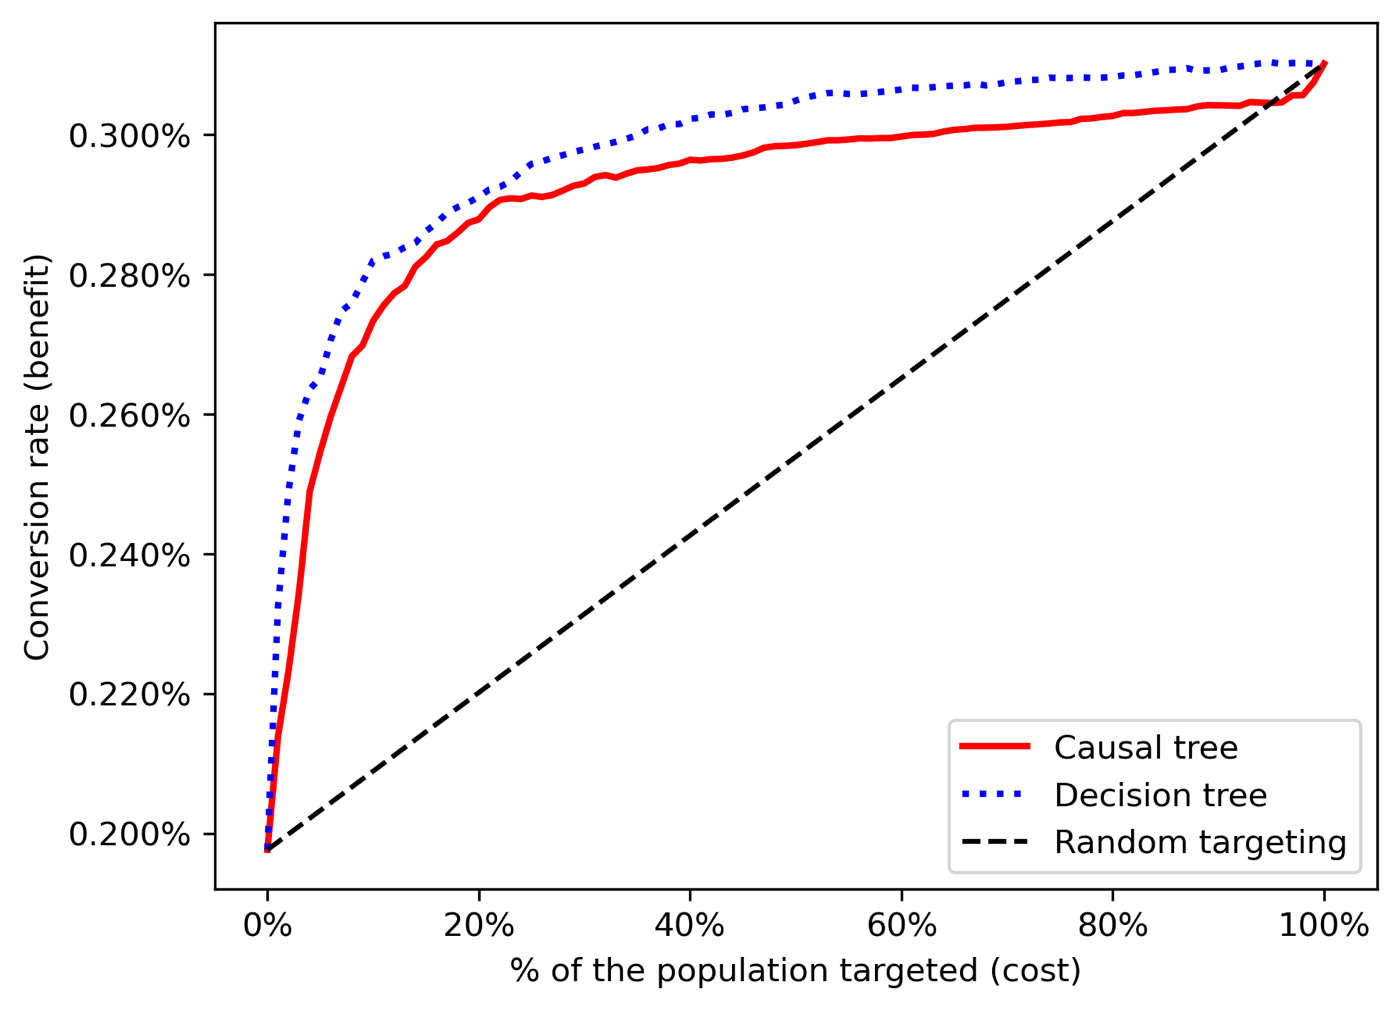 Conversion rate (benefit)
0.300%
0.280%
0.260%
0.240%
0.220%
0.200%
Causal tree
Decision tree
Random targeting
0%
20%
40%
60%
80%
100%
% of the population targeted (cost)